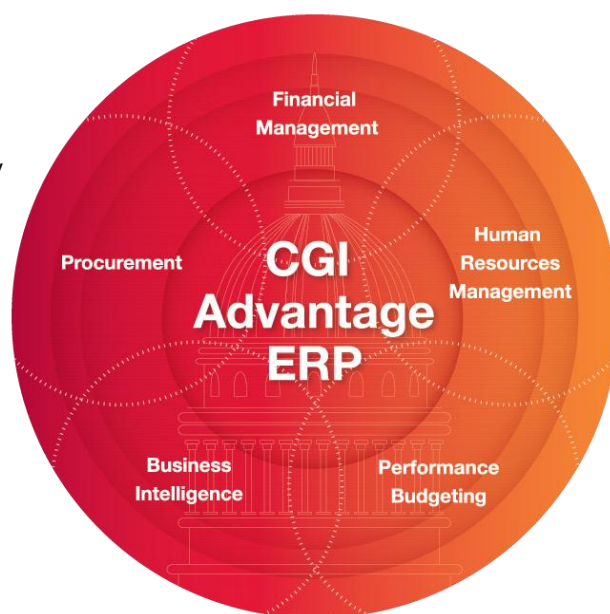 Financial
Management
Human
Resources
Management
Procurement
CGI
Advantage
ERP
Business
Intelligence
Performance
Budgeting